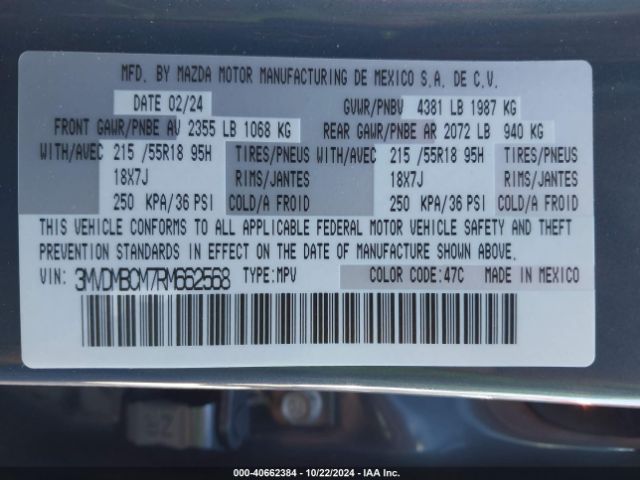 MFD. BY MAZDA MOTOR MANUFACTURING DE MEXICO S.A. DE C.V.
DATE 02/24 GVWR/PNBV 4381 LB 1987 KG
FRONT GAWR/PNBE AV 2355 LB 1068 KG REAR GAWR/PNBE AR 2072 LB 940 KG
WITH/AVEC 215 /55R18 95H TIRES/PNEUS WITH/AVEC 215 /55R18 95H TIRES/PNEUS
18X7J RIMS/JANTES 18X7J RIMS/JANTES
250 KPA/36 PSI COLD/A FROID 250 KPA/36 PSI COLD/A FROID
THIS VEHICLE CONFORMS TO ALL APPLICABLE FEDERAL MOTOR VEHICLE SAFETY AND THEFT
PREVENTION STANDARDS IN EFFECT ON THE DATE OF MANUFACTURE SHOWN ABOVE.
VIN: 3MVDMBCM7RM662568 TYPE:MPV COLOR CODE:47C MADE IN MEXICO
000-40662384 - 10/22/2024 - IAA Inc.